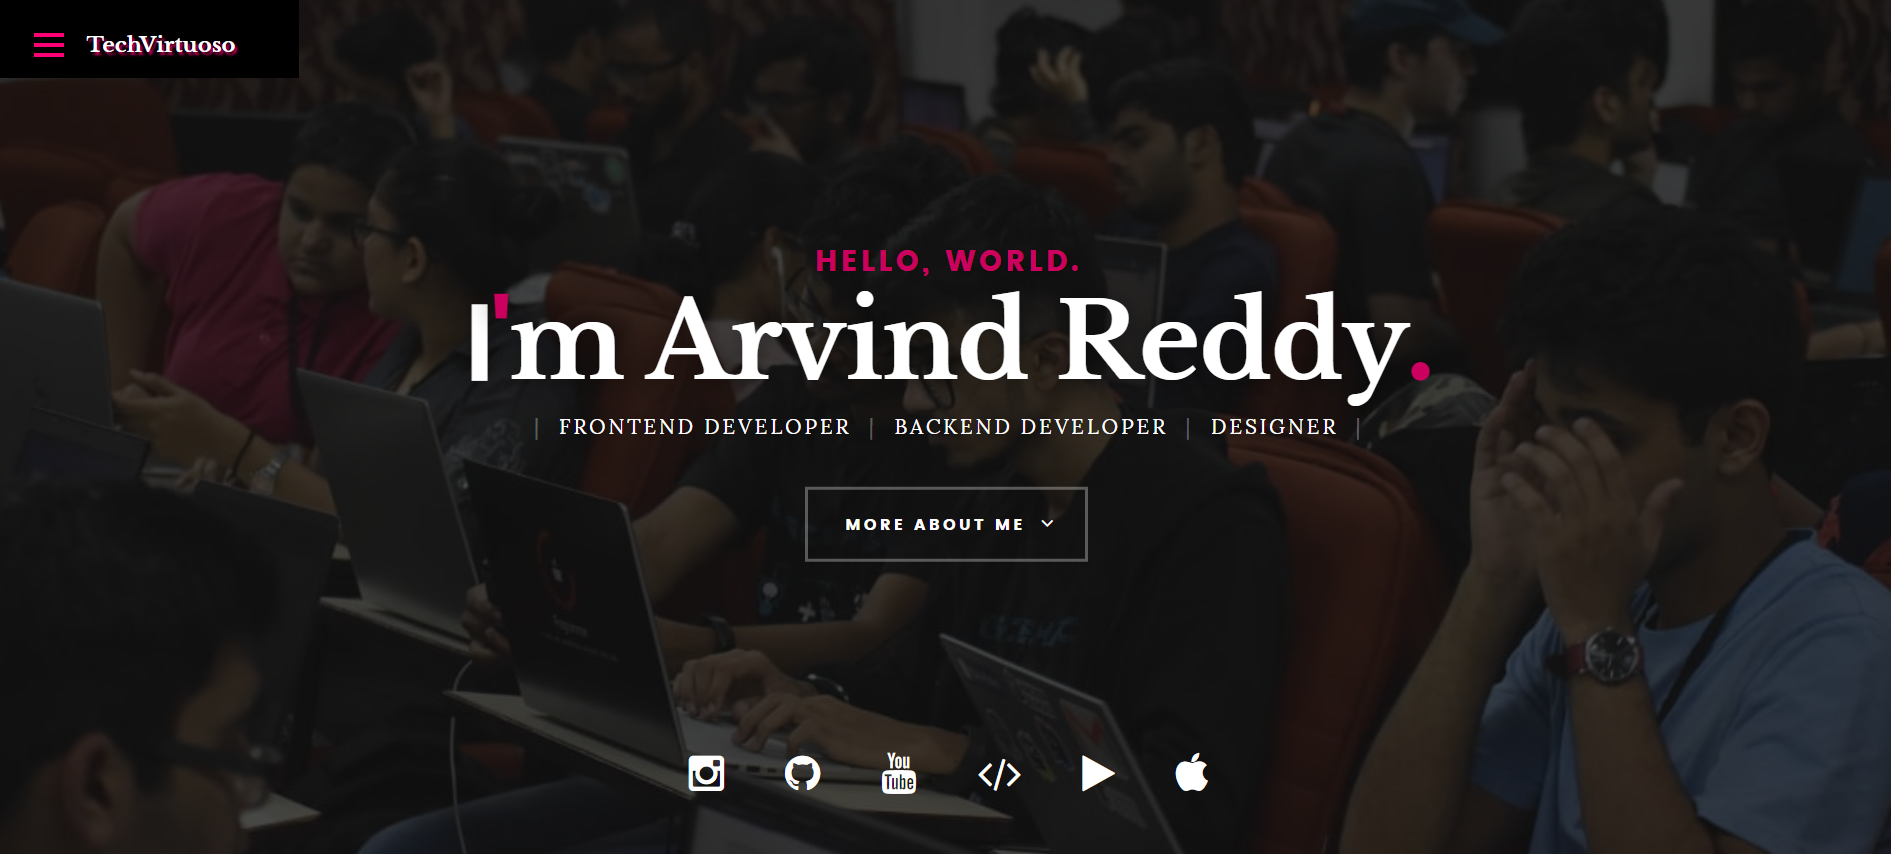 TechVirtuoso
HELLO, WORLD.
I'm Arvind Reddy.
| FRONTEND DEVELOPER | BACKEND DEVELOPER | DESIGNER |
MORE ABOUT ME
You
Tube